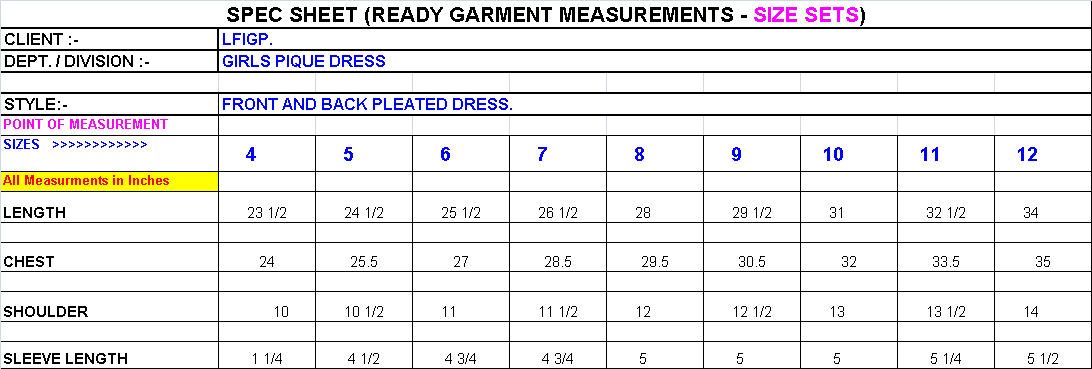 SPEC SHEET (READY GARMENT MEASUREMENTS - SIZE SETS)
CLIENT :- LFIGP.
DEPT. / DIVISION :- GIRLS PIQUE DRESS
STYLE:- FRONT AND BACK PLEATED DRESS.
POINT OF MEASUREMENT
SIZES >>>>>>>>>>>> 4 5 6 7 8 9 10 11 12
All Measurments in Inches
LENGTH 23 1/2 24 1/2 25 1/2 26 1/2 28 29 1/2 31 32 1/2 34
CHEST 24 25.5 27 28.5 29.5 30.5 32 33.5 35
SHOULDER 10 10 1/2 11 11 1/2 12 12 1/2 13 13 1/2 14
SLEEVE LENGTH 1 1/4 4 1/2 4 3/4 4 3/4 5 5 5 5 1/4 5 1/2